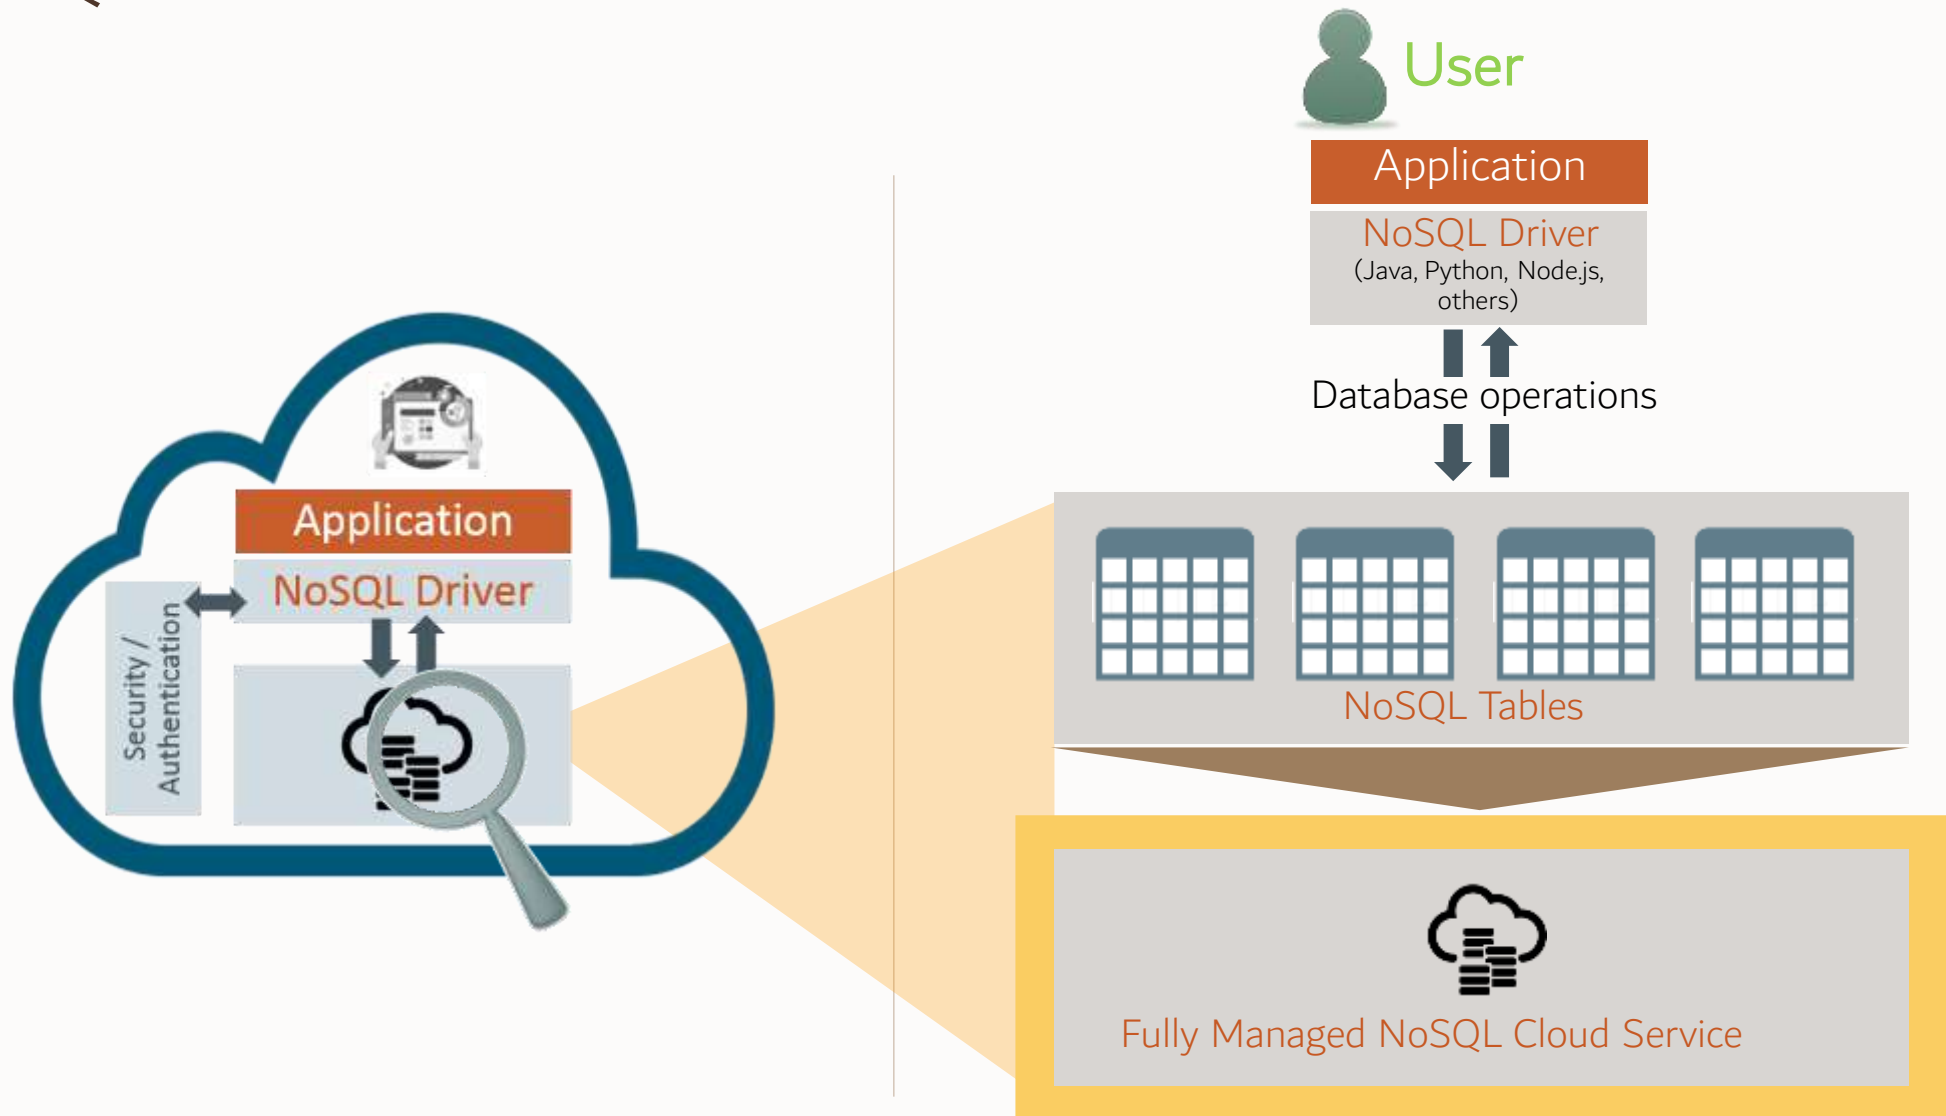 Application
NoSQL Driver
Security /
Authentication
User
Application
NoSQL Driver
(Java, Python, Node.js,
others)
Database operations
NoSQL Tables
Fully Managed NoSQL Cloud Service